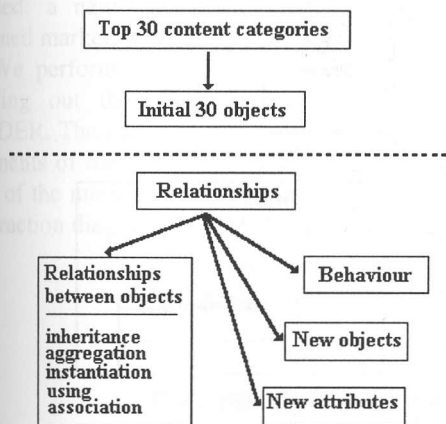 Top 30 content categories
Initial 30 objects
Relationships
Relationships
between objects
inheritance
aggregation
instantiation
using
association
Behaviour
New objects
New attributes